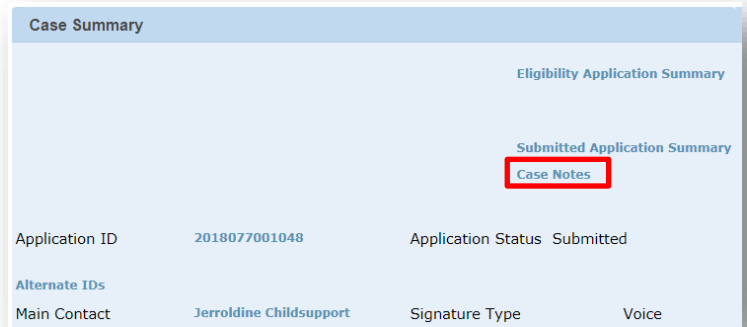 Case Summary
Eligibility Application Summary
Submitted Application Summary
Case Notes
Application ID 2018077001048 Application Status Submitted
Alternate IDs
Main Contact Jerroldine Childsupport Signature Type Voice